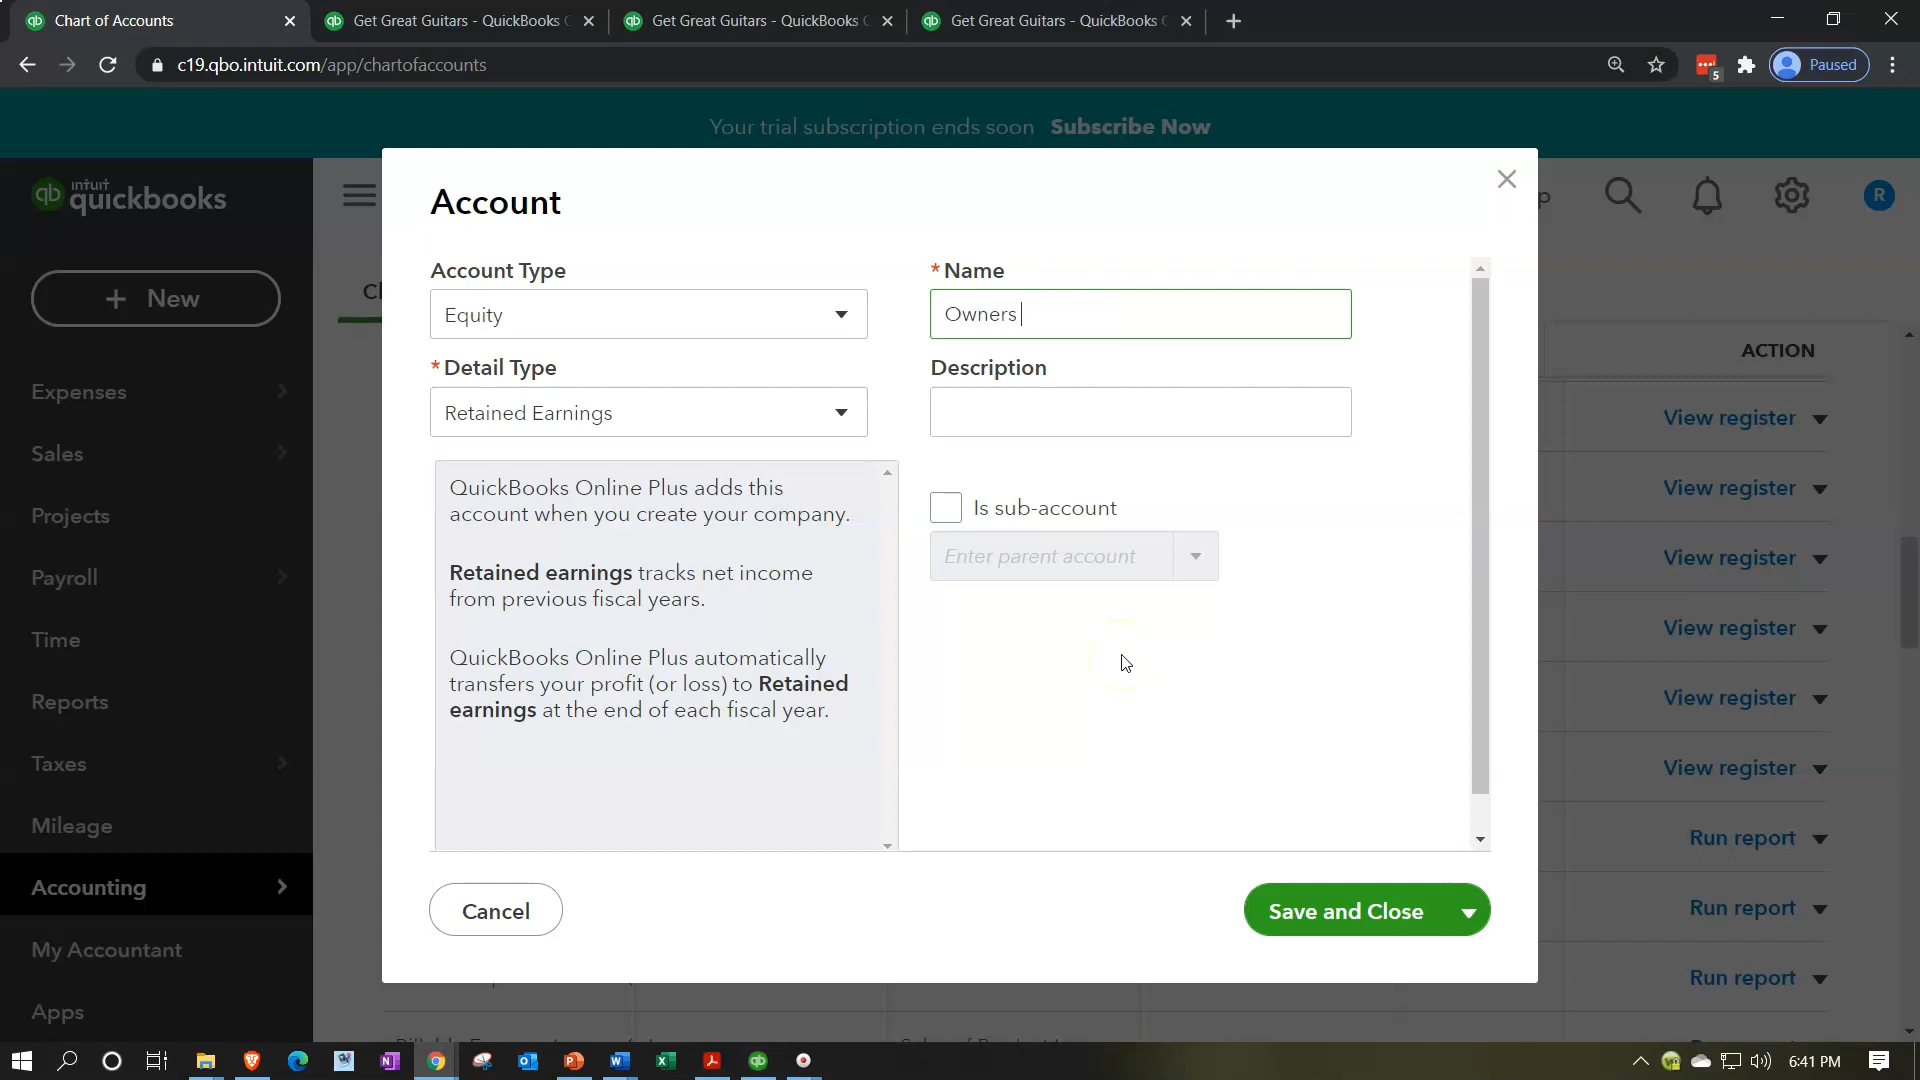 Chart of Accounts
Get Great Guitars - QuickBooks
Get Great Guitars - QuickBooks
Get Great Guitars - QuickBooks
c19.qbo.intuit.com/app/chartofaccounts
5
Paused
Your trial subscription ends soon Subscribe Now
intuit
quickbooks
qb
R
+ New
Expenses
Sales
Projects
Payroll
Time
Reports
Taxes
Mileage
Accounting
My Accountant
Apps
Account
Account Type
Equity
* Detail Type
Retained Earnings
QuickBooks Online Plus adds this
account when you create your company.
Retained earnings tracks net income
from previous fiscal years.
QuickBooks Online Plus automatically
transfers your profit (or loss) to Retained
earnings at the end of each fiscal year.
* Name
Owners
Description
Is sub-account
Enter parent account
Cancel
Save and Close
ACTION
View register
View register
View register
View register
View register
View register
Run report
Run report
Run report
6:41 PM